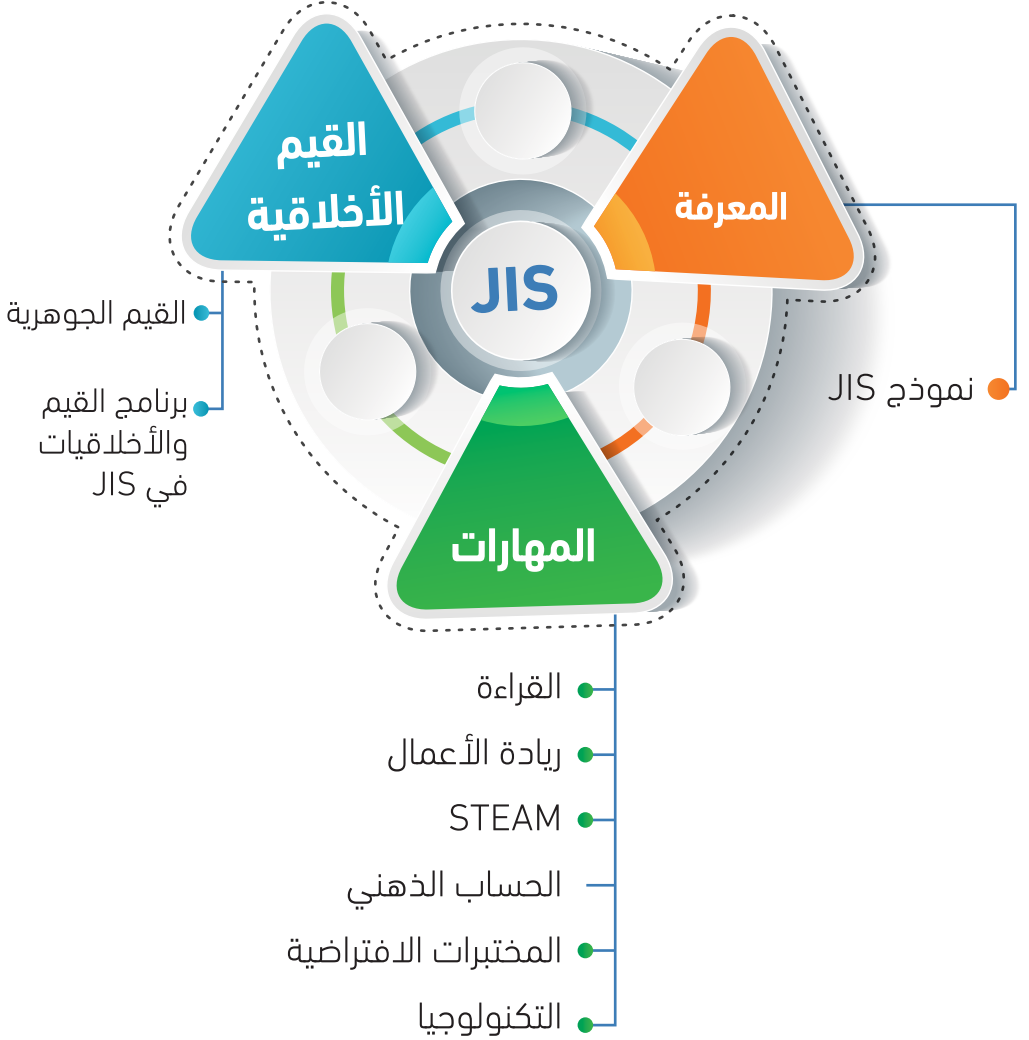 المعرفة
نموذج JIS
القيم
الأخلاقية
القيم الجوهرية
برنامج القيم
والأخلاقيات
في JIS
JIS
المهارات
القراءة
ريادة الأعمال
STEAM
الحساب الذهني
المختبرات الافتراضية
التكنولوجيا